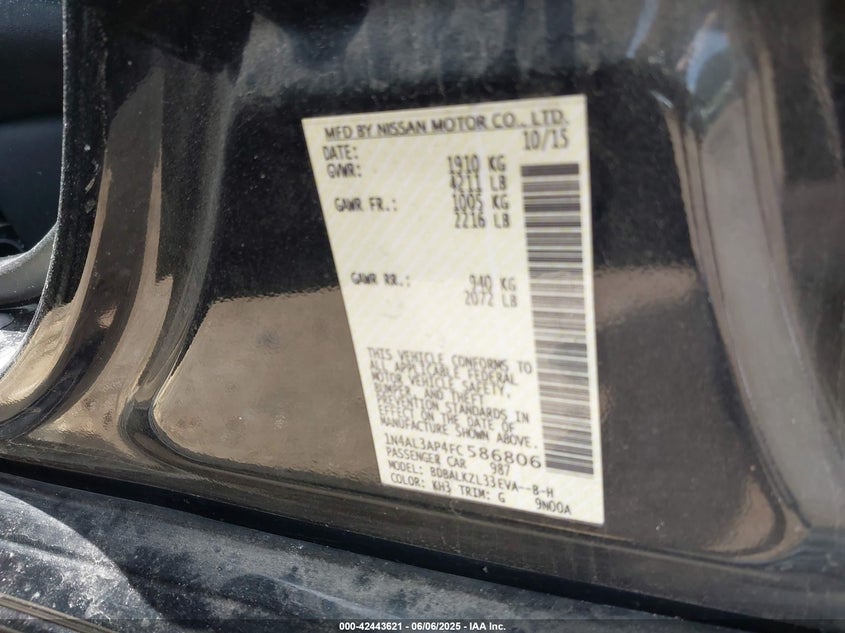 MFD BY NISSAN MOTOR CO., LTD.
DATE: 10/15
GVWR: 1910 KG
4211 LB
GAWR FR.: 1005 KG
2216 LB
GAWR RR.: 940 KG
2072 LB
THIS VEHICLE CONFORMS TO
ALL APPLICABLE FEDERAL
MOTOR VEHICLE SAFETY,
BUMPER, AND THEFT
PREVENTION STANDARDS IN
EFFECT ON THE DATE OF
MANUFACTURE SHOWN ABOVE.
1N4AL3AP4FC586806
PASSENGER CAR 987
MODEL: BDBALKZL33EVA--B-H
COLOR: KH3 TRIM: G 9N00A
000-42443621 - 06/06/2025 - IAA Inc.